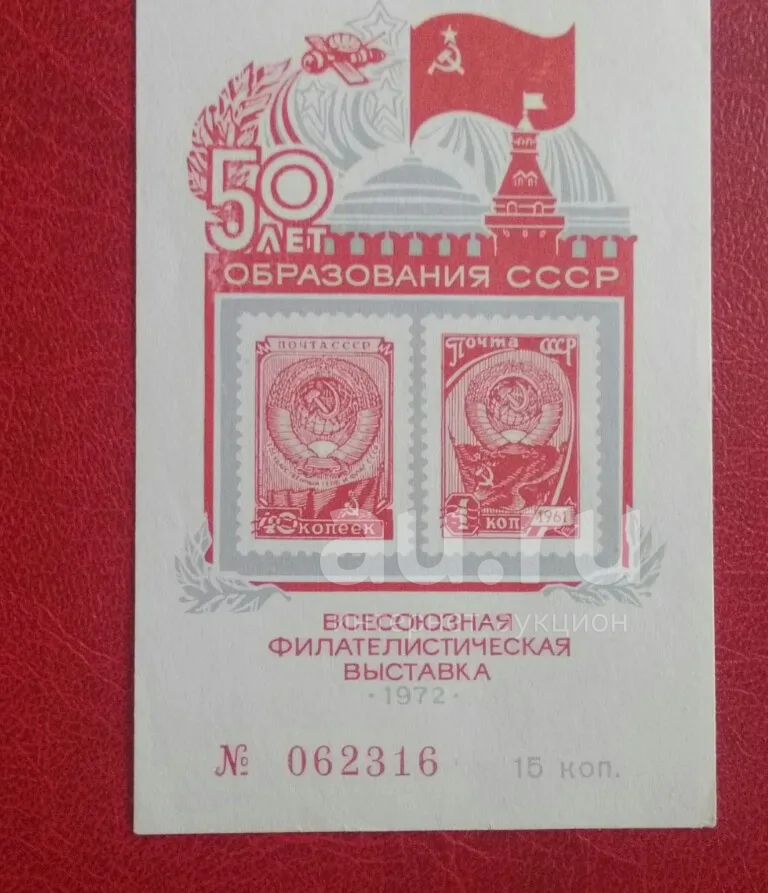 50
ЛЕТ
ОБРАЗОВАНИЯ СССР
ПОЧТА СССР
40 копеек
Почта СССР
4 коп 1961
au.ru
ВСЕСОЮЗНАЯ
ФИЛАТЕЛИСТИЧЕСКАЯ
ВЫСТАВКА
·1972·
№ 062316 15 коп.